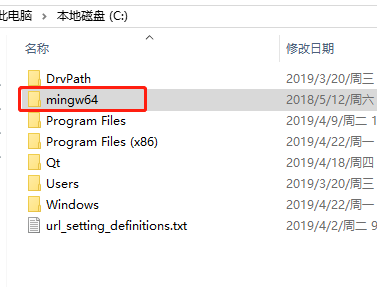 此电脑 > 本地磁盘 (C:)
名称 修改日期
DrvPath 2019/3/20/周三
mingw64 2018/5/12/周六
Program Files 2019/4/9/周二
Program Files (x86) 2019/4/22/周一
Qt 2019/4/18/周四
Users 2019/3/20/周三
Windows 2019/4/22/周一
url_setting_definitions.txt 2019/4/2/周二 9